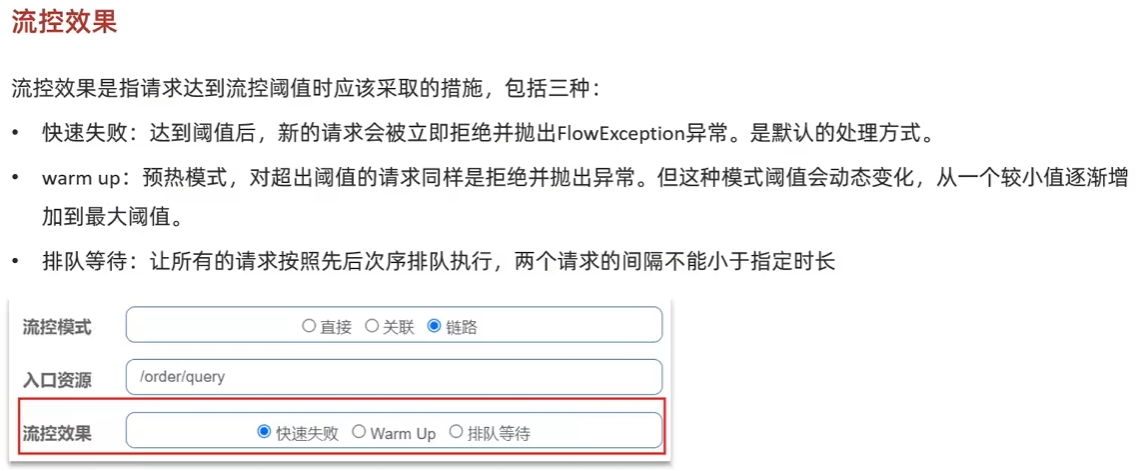 流控效果
流控效果是指请求达到流控阈值时应该采取的措施，包括三种：
• 快速失败：达到阈值后，新的请求会被立即拒绝并抛出FlowException异常。是默认的处理方式。
• warm up：预热模式，对超出阈值的请求同样是拒绝并抛出异常。但这种模式阈值会动态变化，从一个较小值逐渐增
加到最大阈值。
• 排队等待：让所有的请求按照先后次序排队执行，两个请求的间隔不能小于指定时长
流控模式 直接 关联 链路
入口资源 /order/query
流控效果 快速失败 Warm Up 排队等待